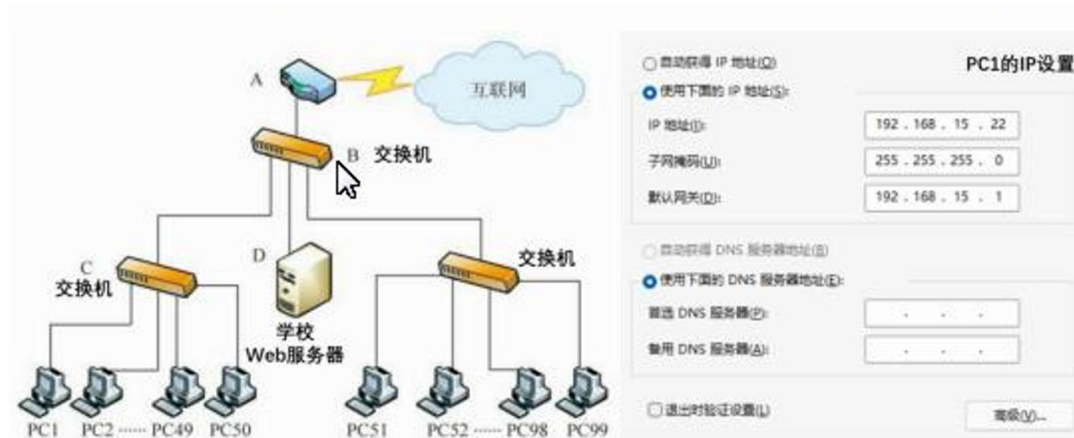 A
互联网
B 交换机
C
交换机
D
学校
Web服务器
交换机
PC1 PC2 ······ PC49 PC50
PC51 PC52 ······ PC98 PC99
PC1的IP设置
自动获得 IP 地址(O)
使用下面的 IP 地址(S):
IP 地址(I): 192 . 168 . 15 . 22
子网掩码(U): 255 . 255 . 255 . 0
默认网关(D): 192 . 168 . 15 . 1
自动获得 DNS 服务器地址(B)
使用下面的 DNS 服务器地址(E):
首选 DNS 服务器(P): . . .
备用 DNS 服务器(A): . . .
退出时验证设置(L)
高级(V)...